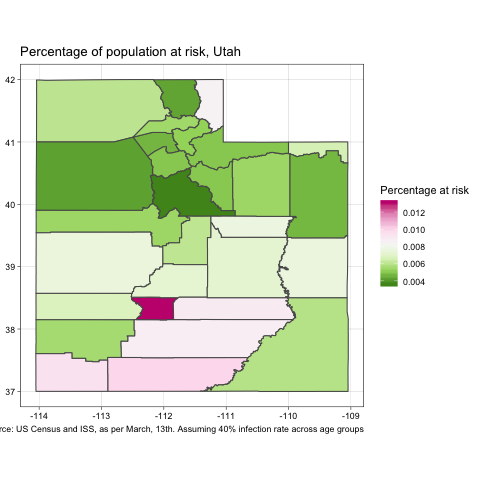 Percentage of population at risk, Utah
42
41
40
39
38
37
-114 -113 -112 -111 -110 -109
Percentage at risk
0.012
0.010
0.008
0.006
0.004
rce: US Census and ISS, as per March, 13th. Assuming 40% infection rate across age groups